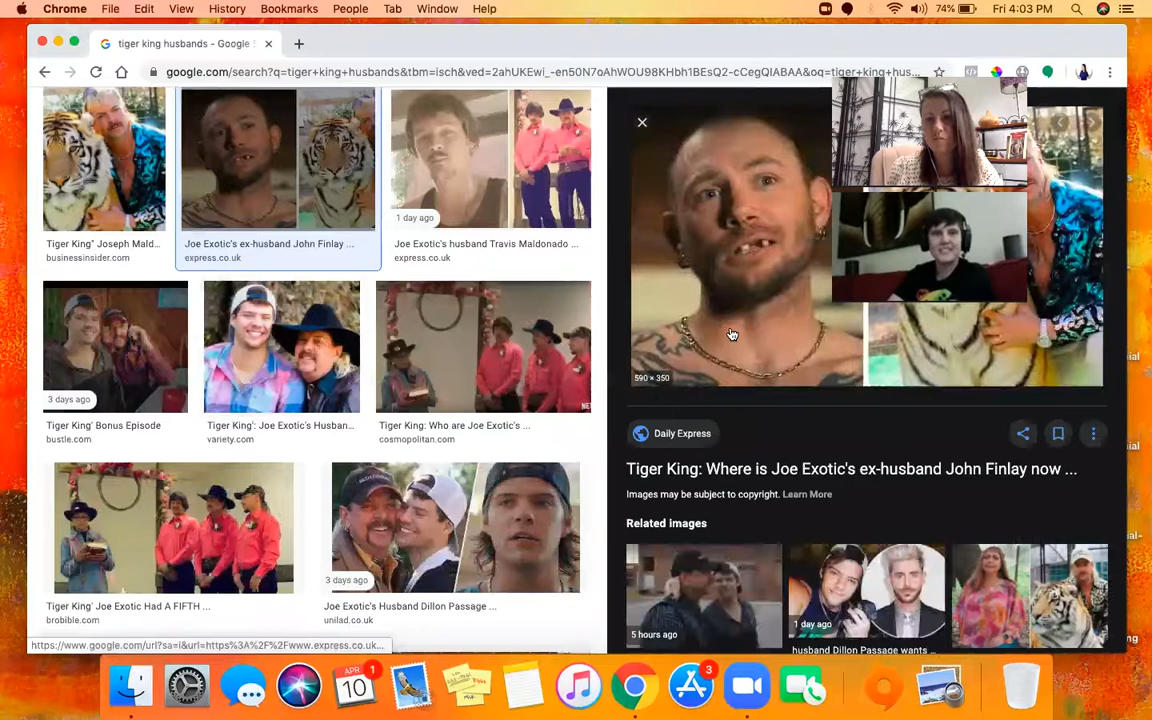 Chrome File Edit View History Bookmarks People Tab Window Help 74% Fri 4:03 PM
tiger king husbands - Google S
google.com/search?q=tiger+king+husbands&tbm=isch&ved=2ahUKEwi_-en50N7oAhWOU98KHbh1BEsQ2-cCegQIABAA&oq=tiger+king+hus...
1 day ago
Tiger King" Joseph Mald...
businessinsider.com
Joe Exotic's ex-husband John Finlay ...
express.co.uk
Joe Exotic's husband Travis Maldonado ...
express.co.uk
590 × 350
3 days ago
Tiger King' Bonus Episode
bustle.com
Tiger King': Joe Exotic's Husban...
variety.com
Tiger King: Who are Joe Exotic's ...
cosmopolitan.com
Daily Express
Tiger King: Where is Joe Exotic's ex-husband John Finlay now ...
Images may be subject to copyright. Learn More
Related images
3 days ago
Tiger King' Joe Exotic Had A FIFTH ...
brobible.com
Joe Exotic's Husband Dillon Passage ...
unilad.co.uk
5 hours ago
1 day ago
husband Dillon Passage wants ...
https://www.google.com/url?sa=i&url=https%3A%2F%2Fwww.express.co.uk...
APR
10
1
3